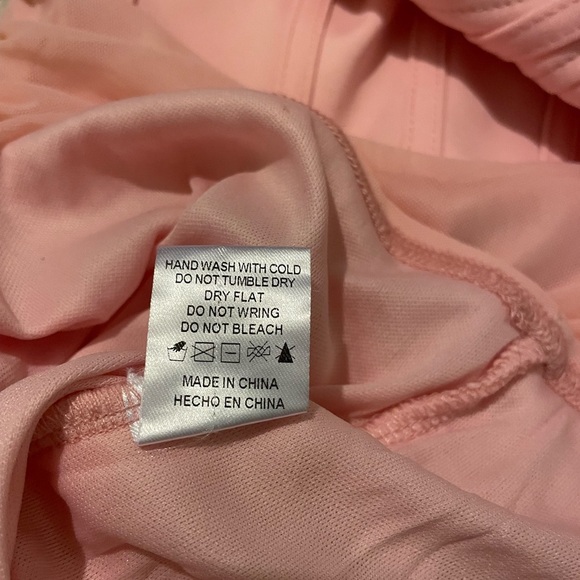 HAND WASH WITH COLD
DO NOT TUMBLE DRY
DRY FLAT
DO NOT WRING
DO NOT BLEACH
MADE IN CHINA
HECHO EN CHINA